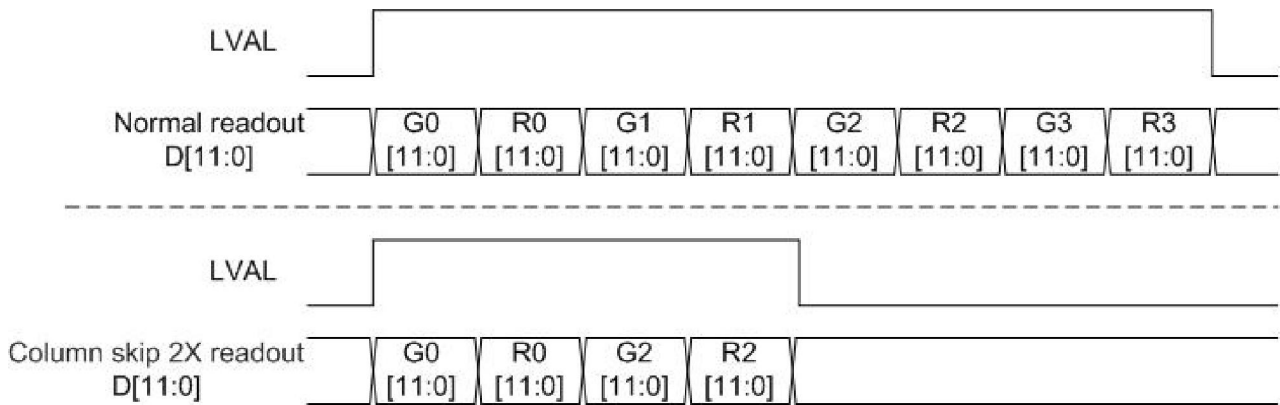 LVAL
Normal readout G0 R0 G1 R1 G2 R2 G3 R3
D[11:0] [11:0] [11:0] [11:0] [11:0] [11:0] [11:0] [11:0] [11:0]
LVAL
Column skip 2X readout G0 R0 G2 R2
D[11:0] [11:0] [11:0] [11:0] [11:0]